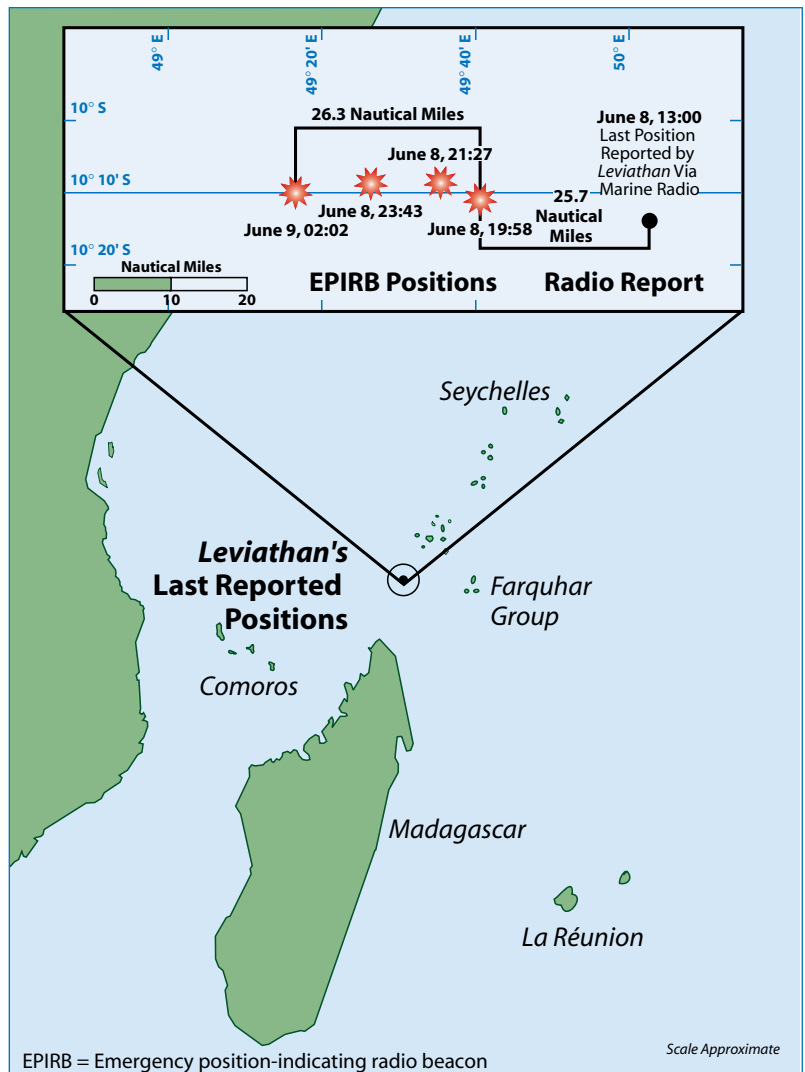 49° E
49° 20' E
49° 40' E
50° E
10° S
26.3 Nautical Miles
June 8, 13:00
Last Position
Reported by
Leviathan Via
Marine Radio
June 8, 21:27
10° 10' S
25.7
Nautical
Miles
June 8, 23:43
June 9, 02:02
June 8, 19:58
10° 20' S
Nautical Miles
0 10 20
EPIRB Positions
Radio Report
Seychelles
Leviathan's
Last Reported
Positions
Farquhar
Group
Comoros
Madagascar
La Réunion
Scale Approximate
EPIRB = Emergency position-indicating radio beacon